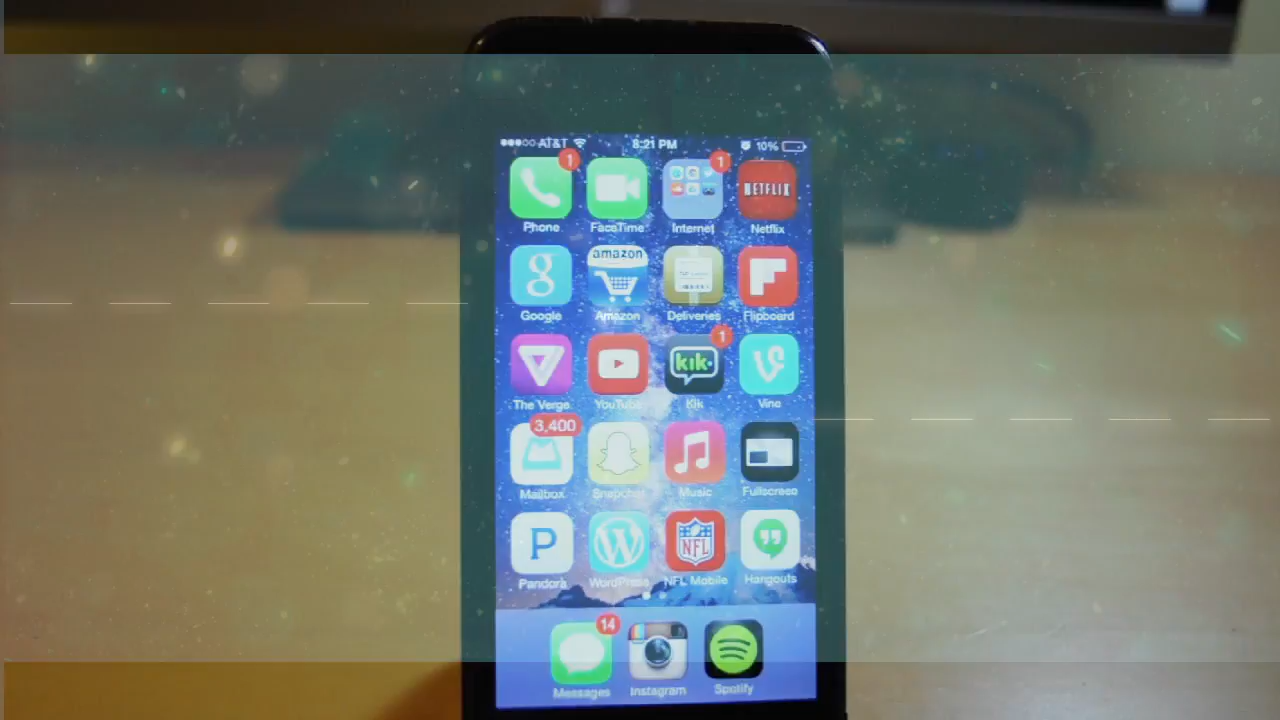 AT&T 8:21 PM 10%
1 1
NETFLIX
Phone FaceTime Internet Netflix
g amazon
Google Amazon Deliveries Flipboard
1
kik
The Verge YouTube Kik Vine
3,400
Mailbox Snapchat Music Fullscreen
P W NFL
Pandora WordPress NFL Mobile Hangouts
14
Messages Instagram Spotify